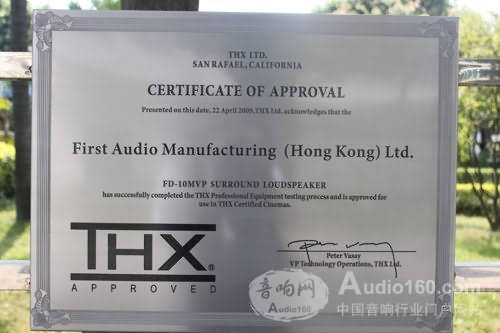 THX LTD.
SAN RAFAEL, CALIFORNIA
CERTIFICATE OF APPROVAL
Presented on this date, 22 April 2009, THX Ltd. acknowledges that the
First Audio Manufacturing (Hong Kong) Ltd.
FD-10MVP SURROUND LOUDSPEAKER
has successfully completed the THX Professional Equipment testing process and is approved for
use in THX Certified Cinemas.
THX®
APPROVED
Peter Vasay
VP Technology Operations, THX Ltd.
音响网
Audio160
Audio160.com
中国音响行业门户网站